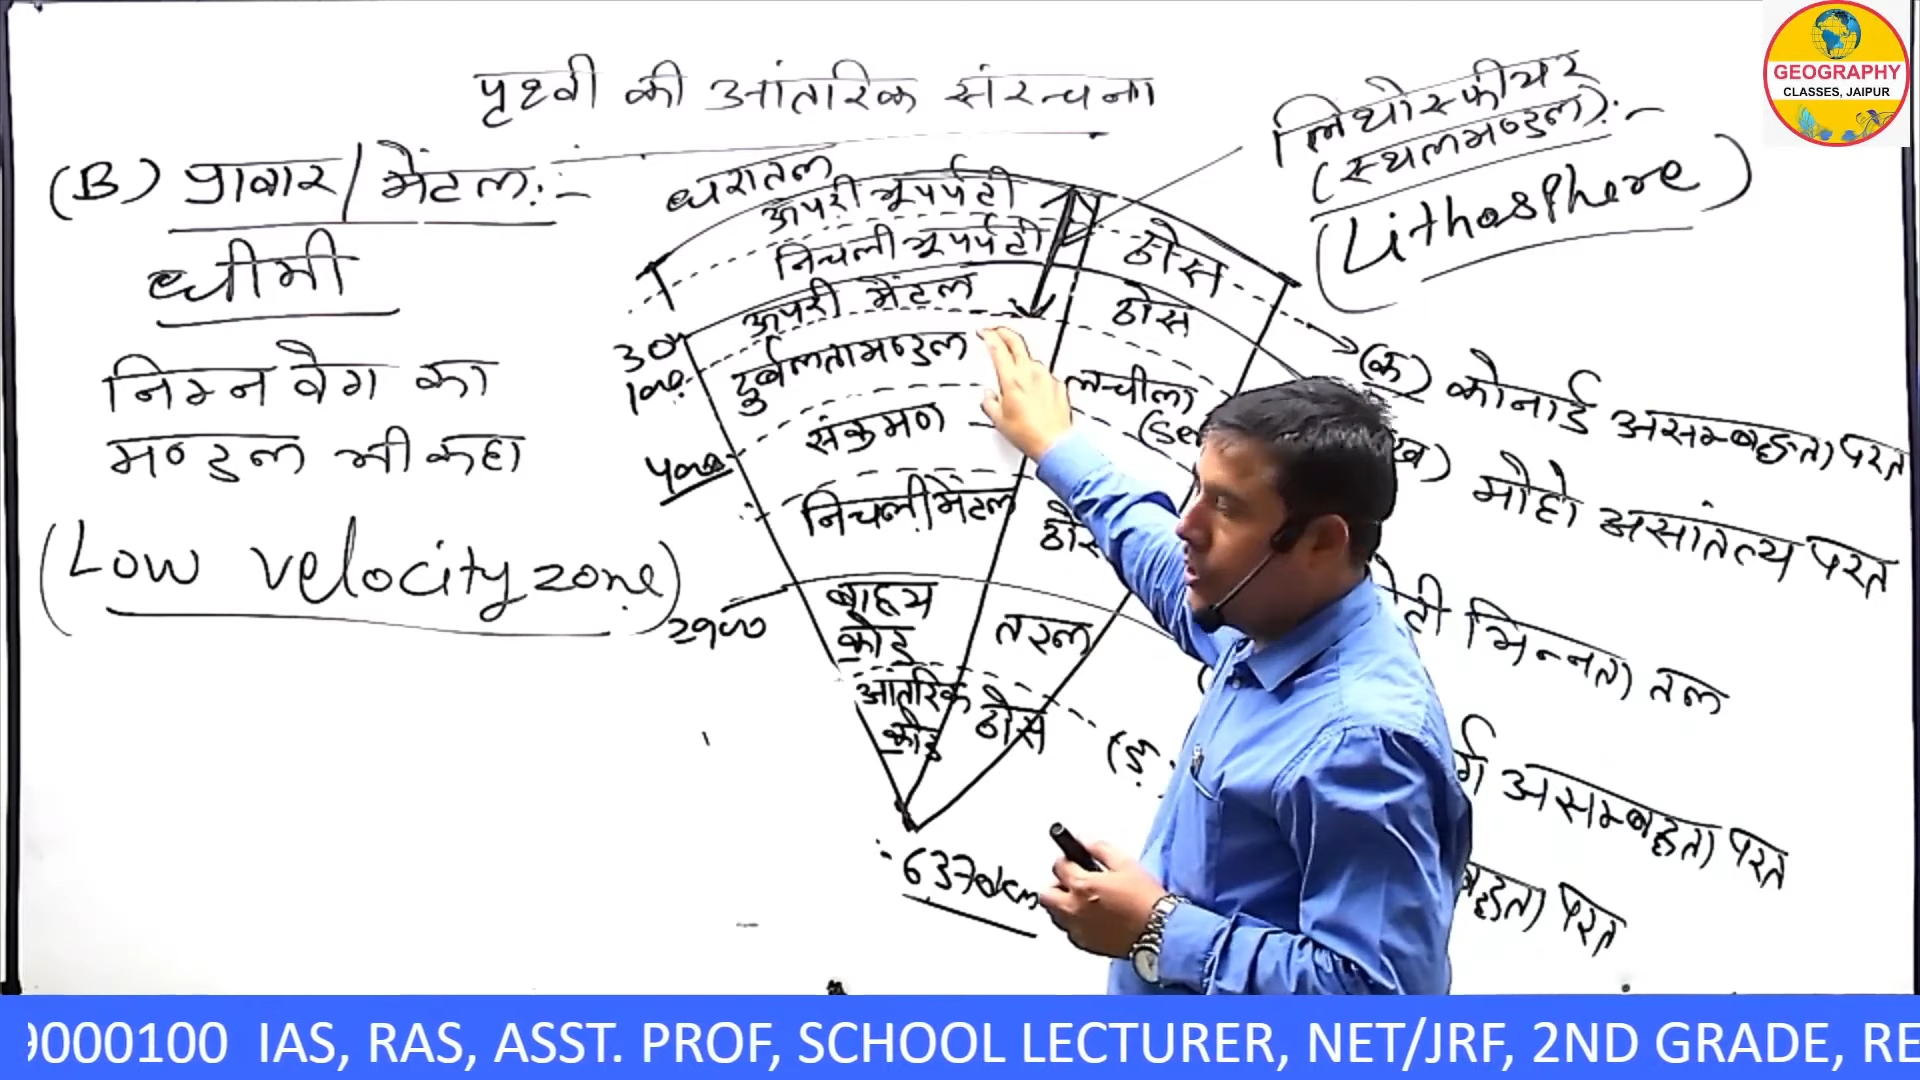 पृथ्वी की आंतरिक संरचना
(B) प्रावार / मैंटल:-
धीमी
निम्न वेग का
मण्डल भी कहा
(Low velocity zone)
धरातल
ऊपरी भूपर्पटी
निचली भूपर्पटी
ठोस
ऊपरी मैंटल
ठोस
30
100
दुर्बलतामण्डल
लचीला
संक्रमण
400
निचली मैंटल
2900
बाह्य
कोड
तरल
आंतरिक
कोड
ठोस
6370km
लिथोस्फीयर
(स्थलमण्डल):-
(Lithosphere)
(क) कोनार्ड असम्बद्धता परत
मोहो असांतत्य परत
भिन्नता तल
असम्बद्धता परत
परत
(ड.
GEOGRAPHY
CLASSES, JAIPUR
9000100 IAS, RAS, ASST. PROF, SCHOOL LECTURER, NET/JRF, 2ND GRADE, RE